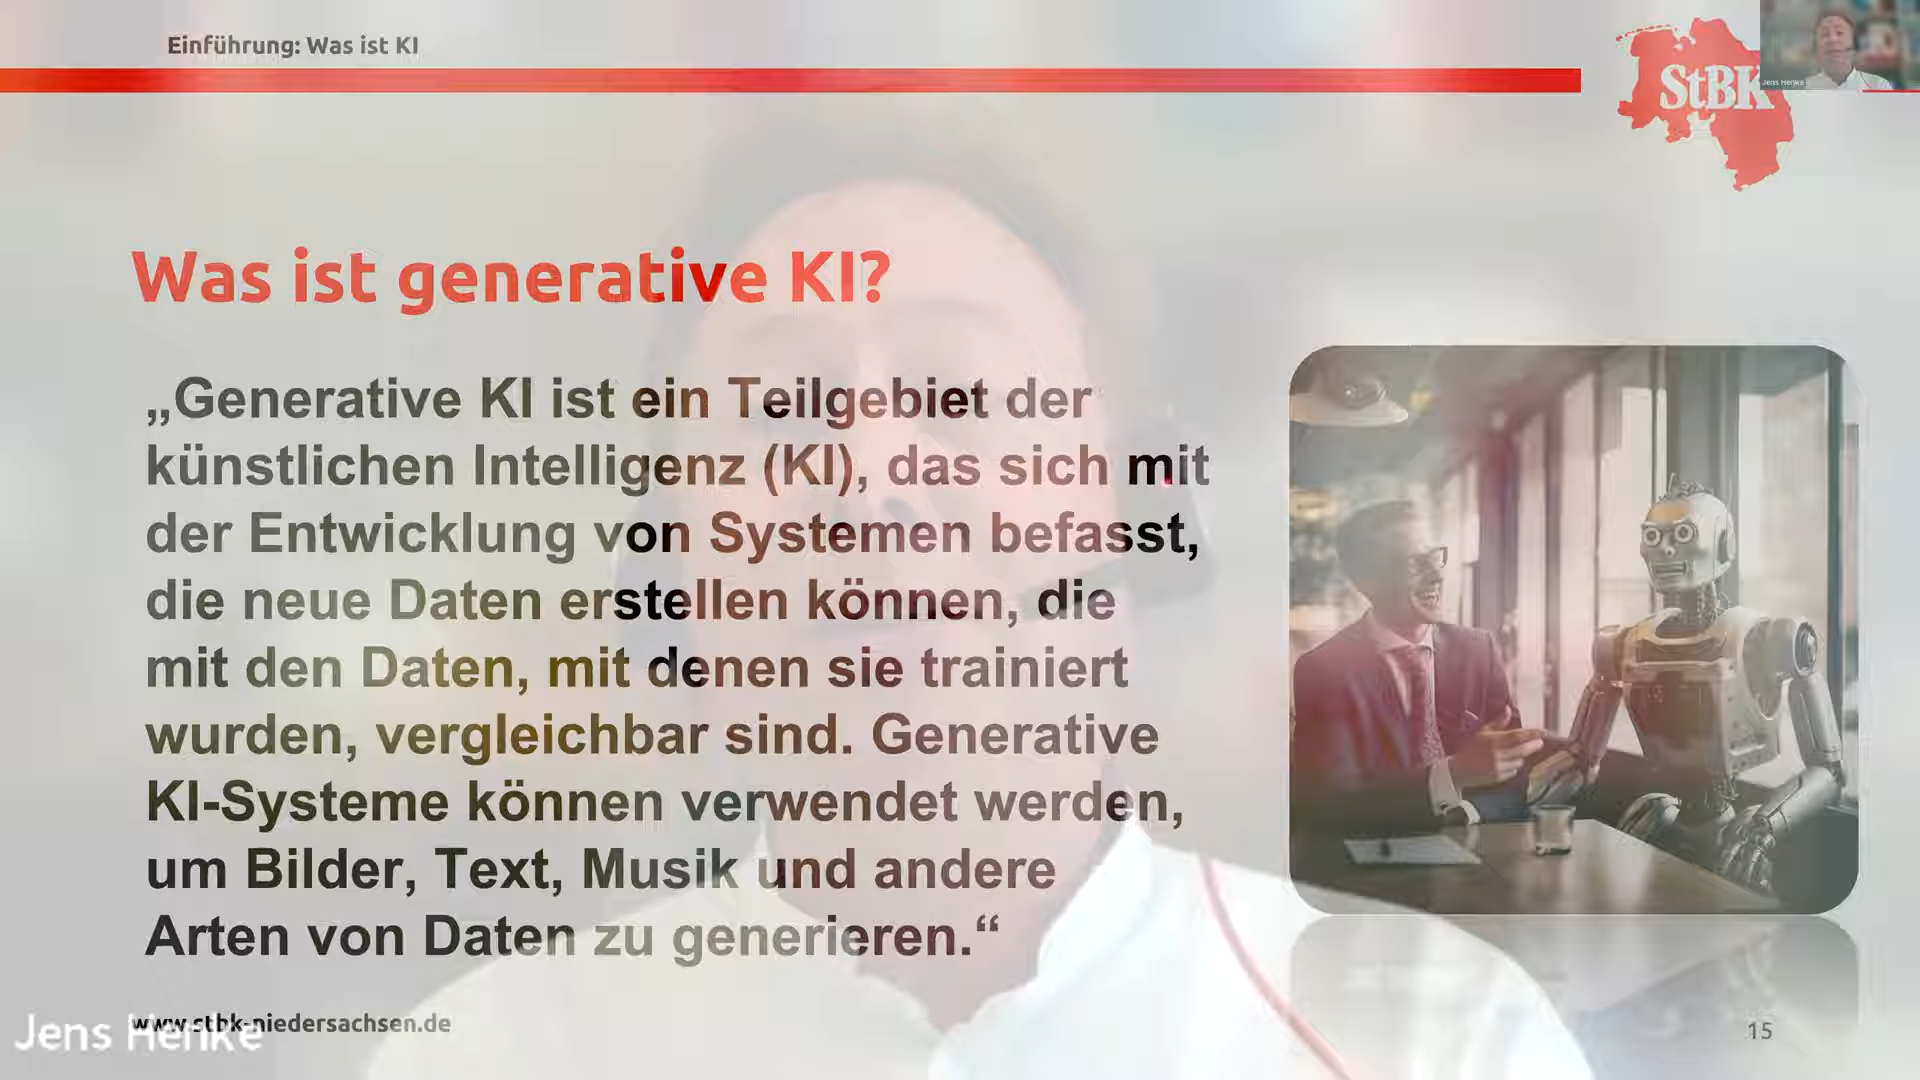 Einführung: Was ist KI
StBK
Jens Henke
Was ist generative KI?
„Generative KI ist ein Teilgebiet der
künstlichen Intelligenz (KI), das sich mit
der Entwicklung von Systemen befasst,
die neue Daten erstellen können, die
mit den Daten, mit denen sie trainiert
wurden, vergleichbar sind. Generative
KI-Systeme können verwendet werden,
um Bilder, Text, Musik und andere
Arten von Daten zu generieren.“
www.stbk-niedersachsen.de
Jens Henke
15